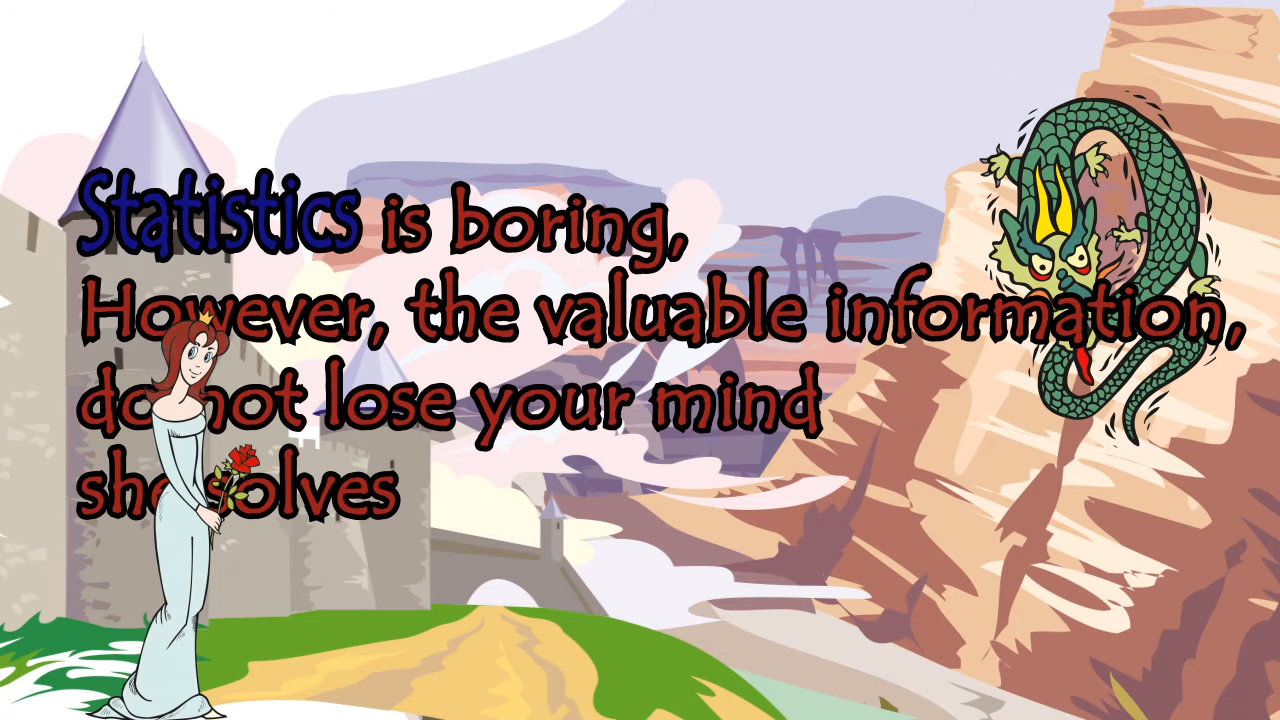 Statistics is boring,
However, the valuable information,
do not lose your mind
she solves